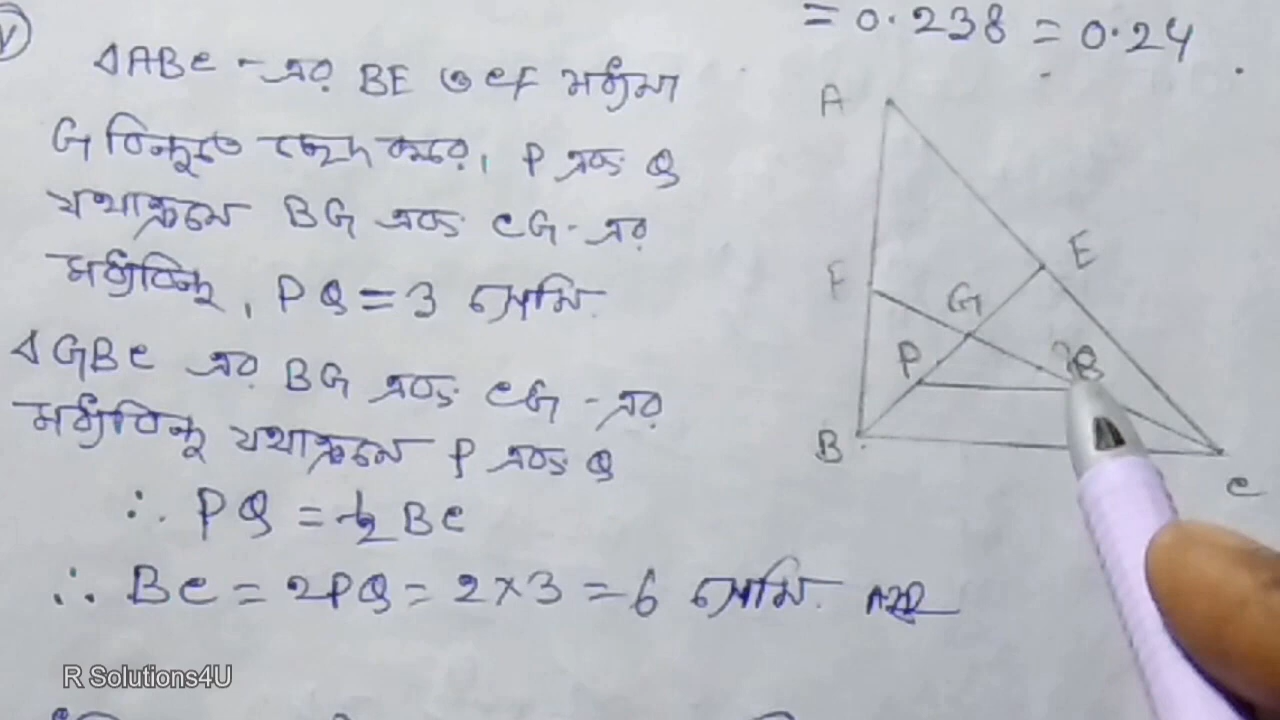 V
= 0.238 = 0.24
ΔABC -এর BE ও CF মধ্যমা
G বিন্দুতে ছেদ করে, P এবং Q
যথাক্রমে BG এবং CG-এর
মধ্যবিন্দু, PQ = 3 সেমি.
ΔGBC এর BG এবং CG-এর
মধ্যবিন্দু যথাক্রমে P এবং Q
∴ PQ = ½ BC
∴ BC = 2PQ = 2×3 = 6 সেমি.
A
E
F
G
P
Q
B
C
R Solutions4U